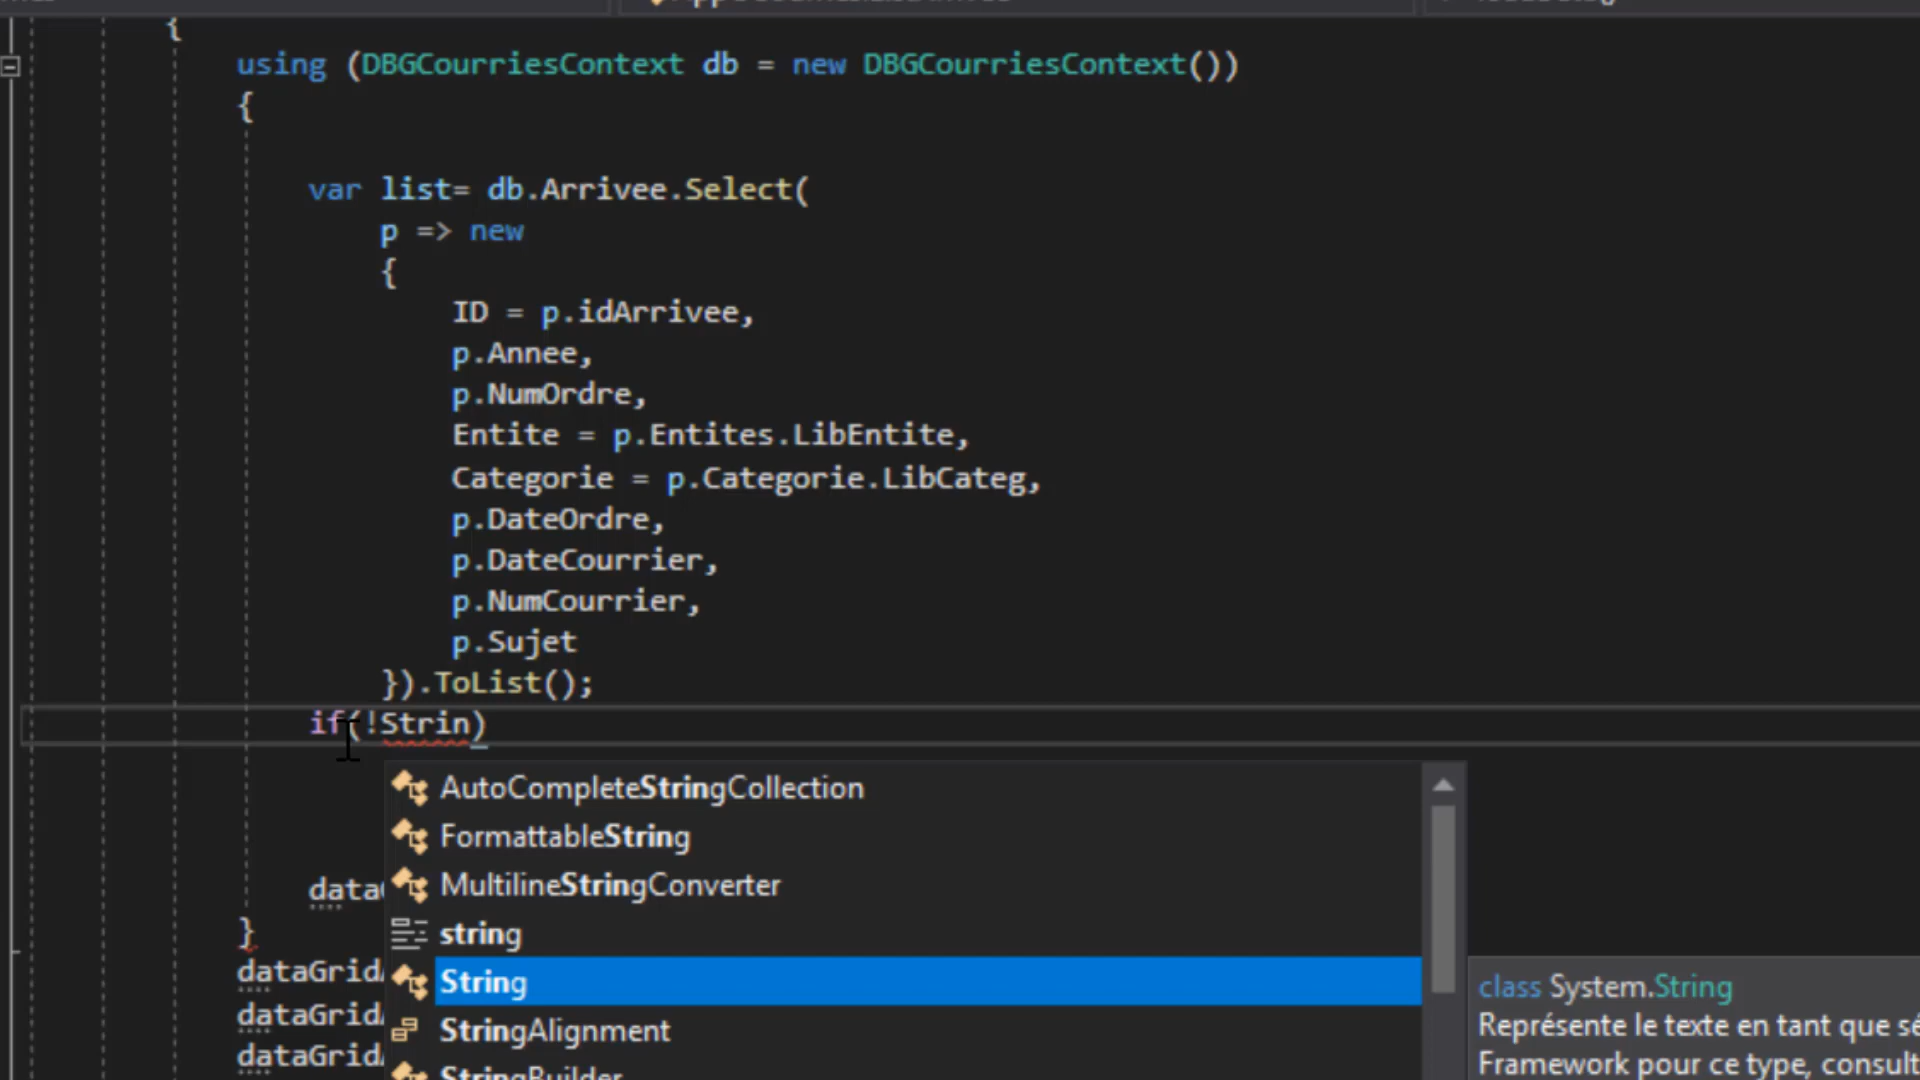 {
using (DBGCourriesContext db = new DBGCourriesContext())
{
var list= db.Arrivee.Select(
p => new
{
ID = p.idArrivee,
p.Annee,
p.NumOrdre,
Entite = p.Entites.LibEntite,
Categorie = p.Categorie.LibCateg,
p.DateOrdre,
p.DateCourrier,
p.NumCourrier,
p.Sujet
}).ToList();
if(!Strin)
AutoCompleteStringCollection
FormattableString
MultilineStringConverter
data
string
}
dataGrid
String
class System.String
dataGrid
StringAlignment
Représente le texte en tant que sé
dataGrid
StringBuilder
Framework pour ce type, consult